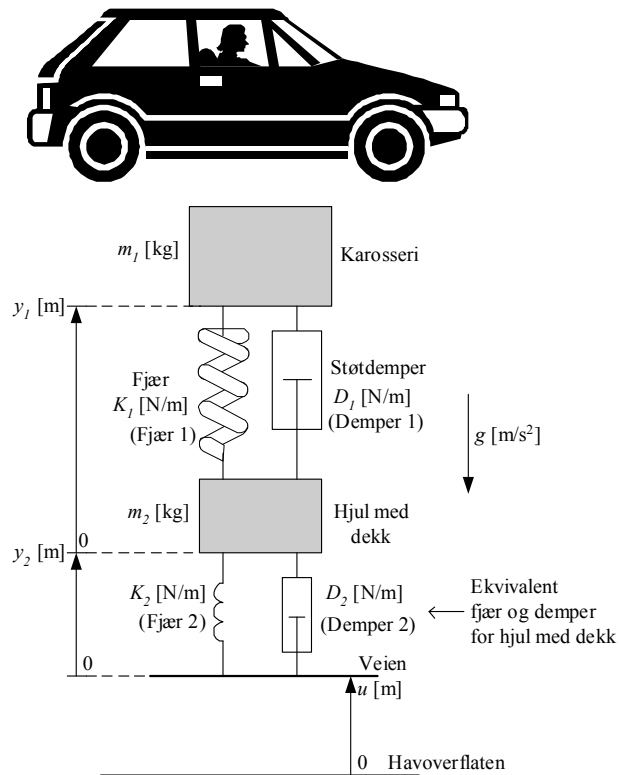 m₁ [kg]
Karosseri
y₁ [m]
Fjær
K₁ [N/m]
(Fjær 1)
Støtdemper
D₁ [N/m]
(Demper 1)
g [m/s²]
m₂ [kg]
Hjul med
dekk
0
y₂ [m]
K₂ [N/m]
(Fjær 2)
D₂ [N/m]
(Demper 2)
Ekvivalent
fjær og demper
for hjul med dekk
0
Veien
u [m]
0 Havoverflaten